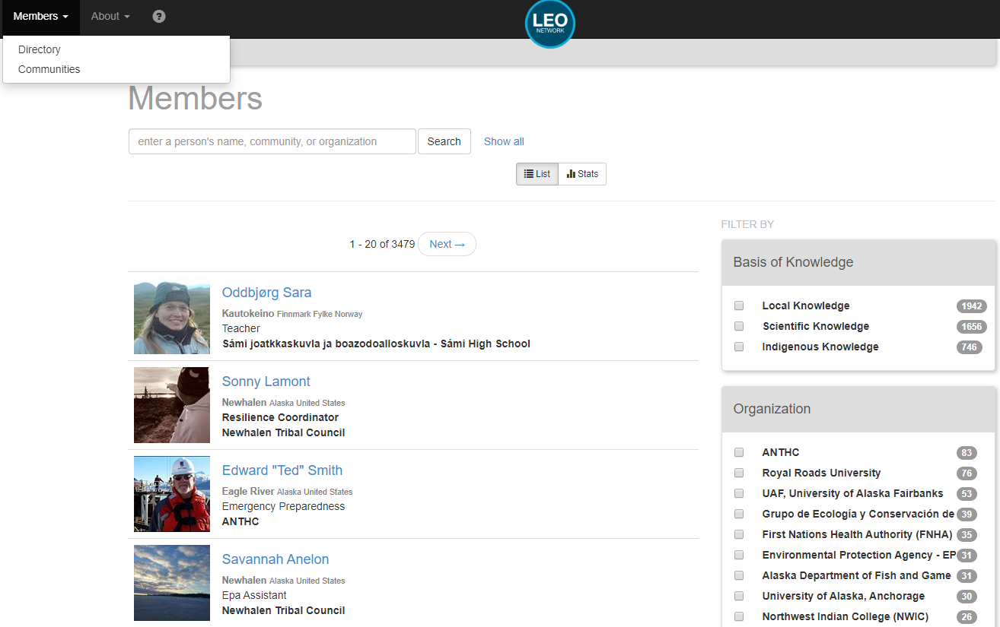 Members About ?
LEO
NETWORK
Directory
Communities
Members
enter a person's name, community, or organization Search Show all
List Stats
1 - 20 of 3479 Next →
Oddbjørg Sara
Kautokeino Finnmark Fylke Norway
Teacher
Sámi joatkkaskuvla ja boazodoalloskuvla - Sámi High School
Sonny Lamont
Newhalen Alaska United States
Resilience Coordinator
Newhalen Tribal Council
Edward "Ted" Smith
Eagle River Alaska United States
Emergency Preparedness
ANTHC
Savannah Anelon
Newhalen Alaska United States
Epa Assistant
Newhalen Tribal Council
FILTER BY
Basis of Knowledge
Local Knowledge 1942
Scientific Knowledge 1656
Indigenous Knowledge 746
Organization
ANTHC 83
Royal Roads University 76
UAF, University of Alaska Fairbanks 53
Grupo de Ecología y Conservación de 39
First Nations Health Authority (FNHA) 35
Environmental Protection Agency - EP 31
Alaska Department of Fish and Game 31
University of Alaska, Anchorage 30
Northwest Indian College (NWIC) 26